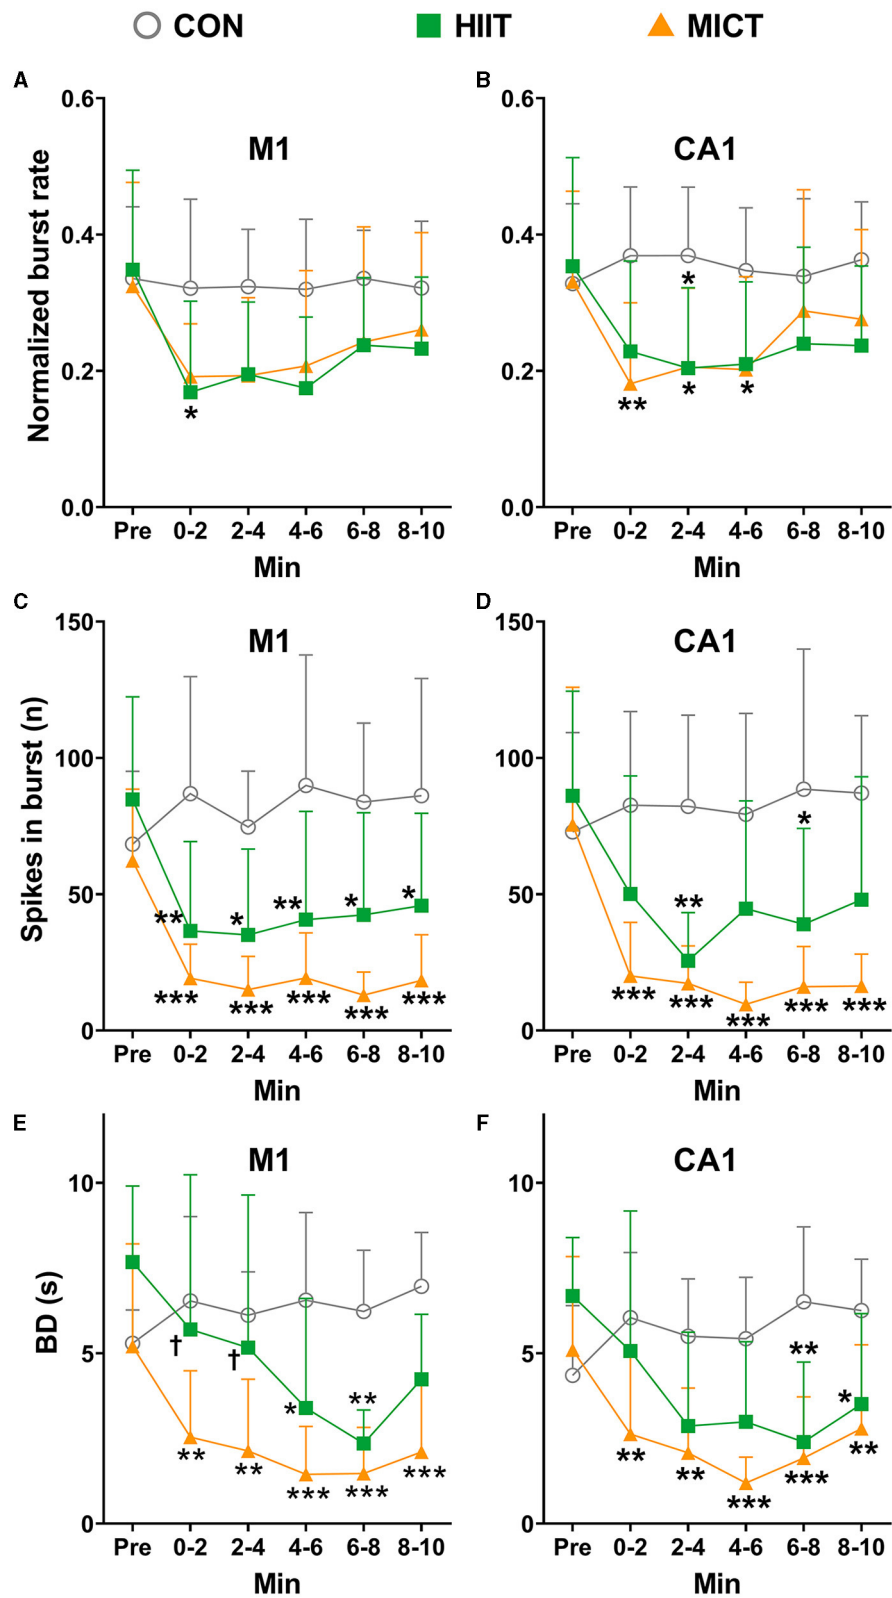 CON HIIT MICT
A B
M1 CA1
Normalized burst rate
0.6 0.6
0.4 0.4
*
0.2 0.2
* ** * *
0.0 0.0
Pre 0-2 2-4 4-6 6-8 8-10 Pre 0-2 2-4 4-6 6-8 8-10
Min Min
C D
M1 CA1
Spikes in burst (n)
150 150
100 100
*
50 50
** * ** * * **
*** *** *** *** *** *** *** *** *** ***
0 0
Pre 0-2 2-4 4-6 6-8 8-10 Pre 0-2 2-4 4-6 6-8 8-10
Min Min
E F
M1 CA1
BD (s)
10 10
5 5
† † * ** ** *
** ** *** *** *** ** ** *** *** **
0 0
Pre 0-2 2-4 4-6 6-8 8-10 Pre 0-2 2-4 4-6 6-8 8-10
Min Min